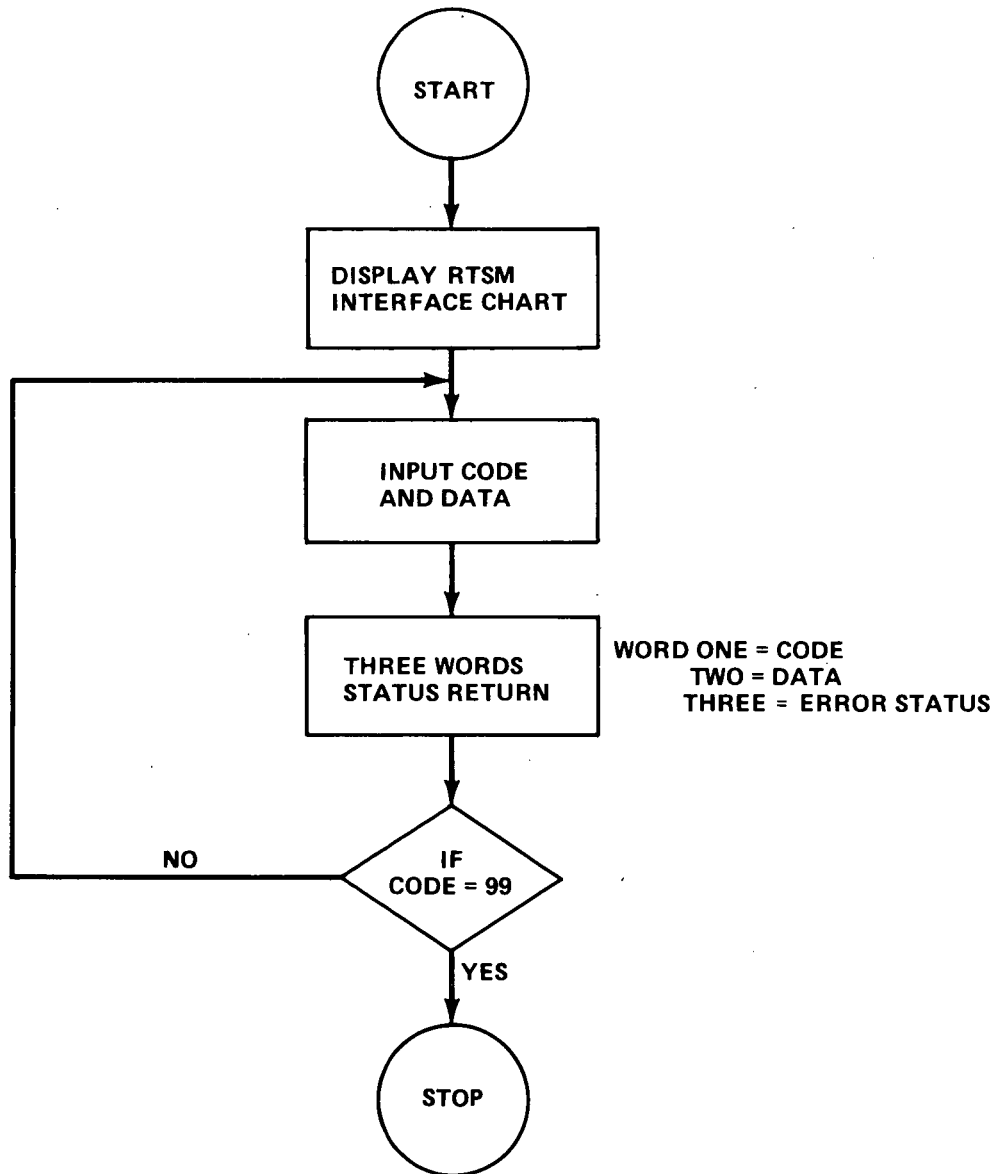 START
DISPLAY RTSM
INTERFACE CHART
INPUT CODE
AND DATA
THREE WORDS
STATUS RETURN
WORD ONE = CODE
TWO = DATA
THREE = ERROR STATUS
IF
CODE = 99
NO
YES
STOP